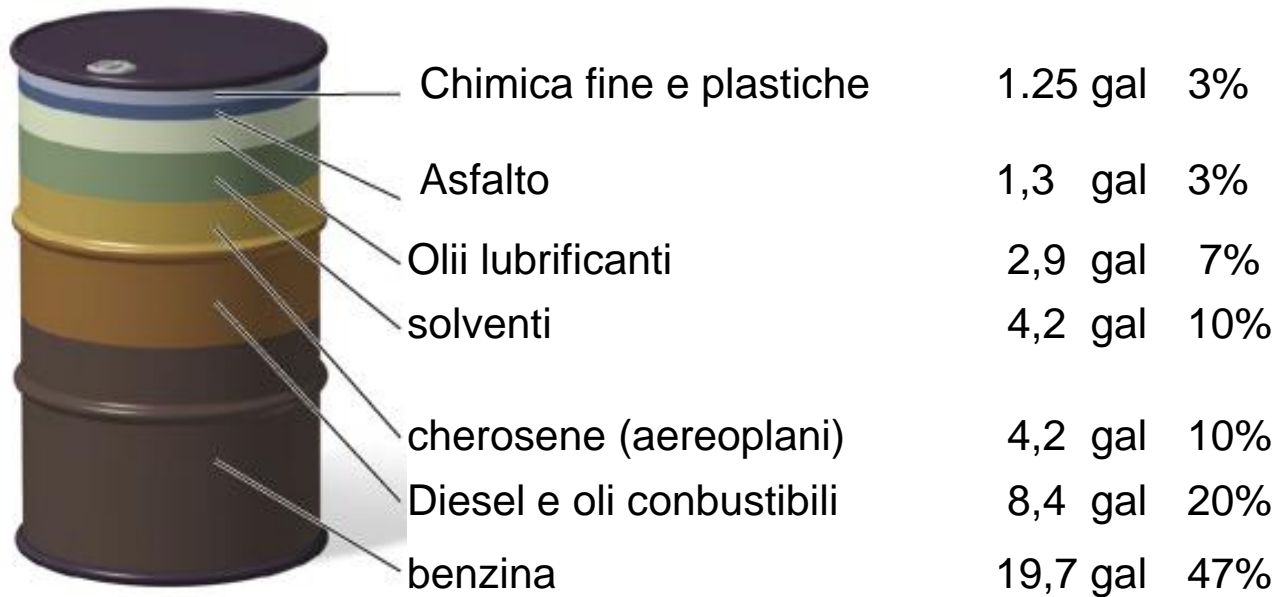 Chimica fine e plastiche 1.25 gal 3%
Asfalto 1,3 gal 3%
Olii lubrificanti 2,9 gal 7%
solventi 4,2 gal 10%
cherosene (aereoplani) 4,2 gal 10%
Diesel e oli conbustibili 8,4 gal 20%
benzina 19,7 gal 47%